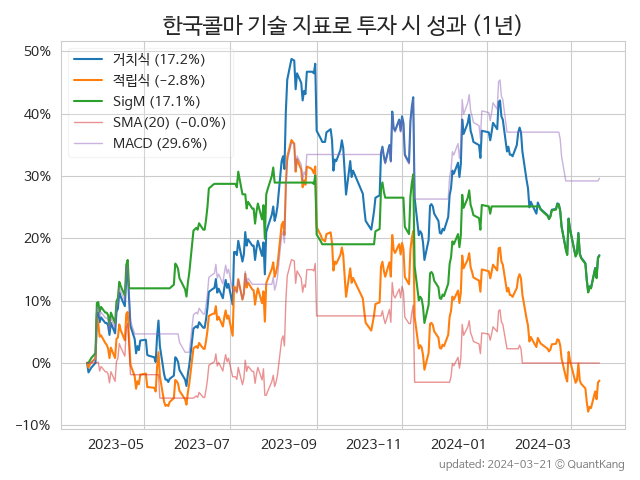 한국콜마 기술 지표로 투자 시 성과 (1년)
50%
40%
30%
20%
10%
0%
−10%
거치식 (17.2%)
적립식 (−2.8%)
SigM (17.1%)
SMA(20) (−0.0%)
MACD (29.6%)
2023-05 2023-07 2023-09 2023-11 2024-01 2024-03
updated: 2024-03-21 © QuantKang